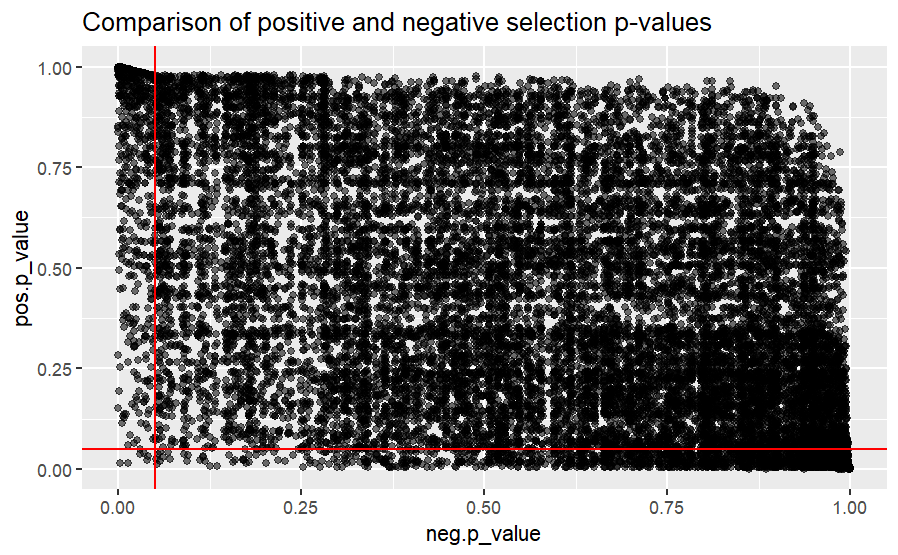 Comparison of positive and negative selection p-values
pos.p_value
1.00
0.75
0.50
0.25
0.00
0.00 0.25 0.50 0.75 1.00
neg.p_value